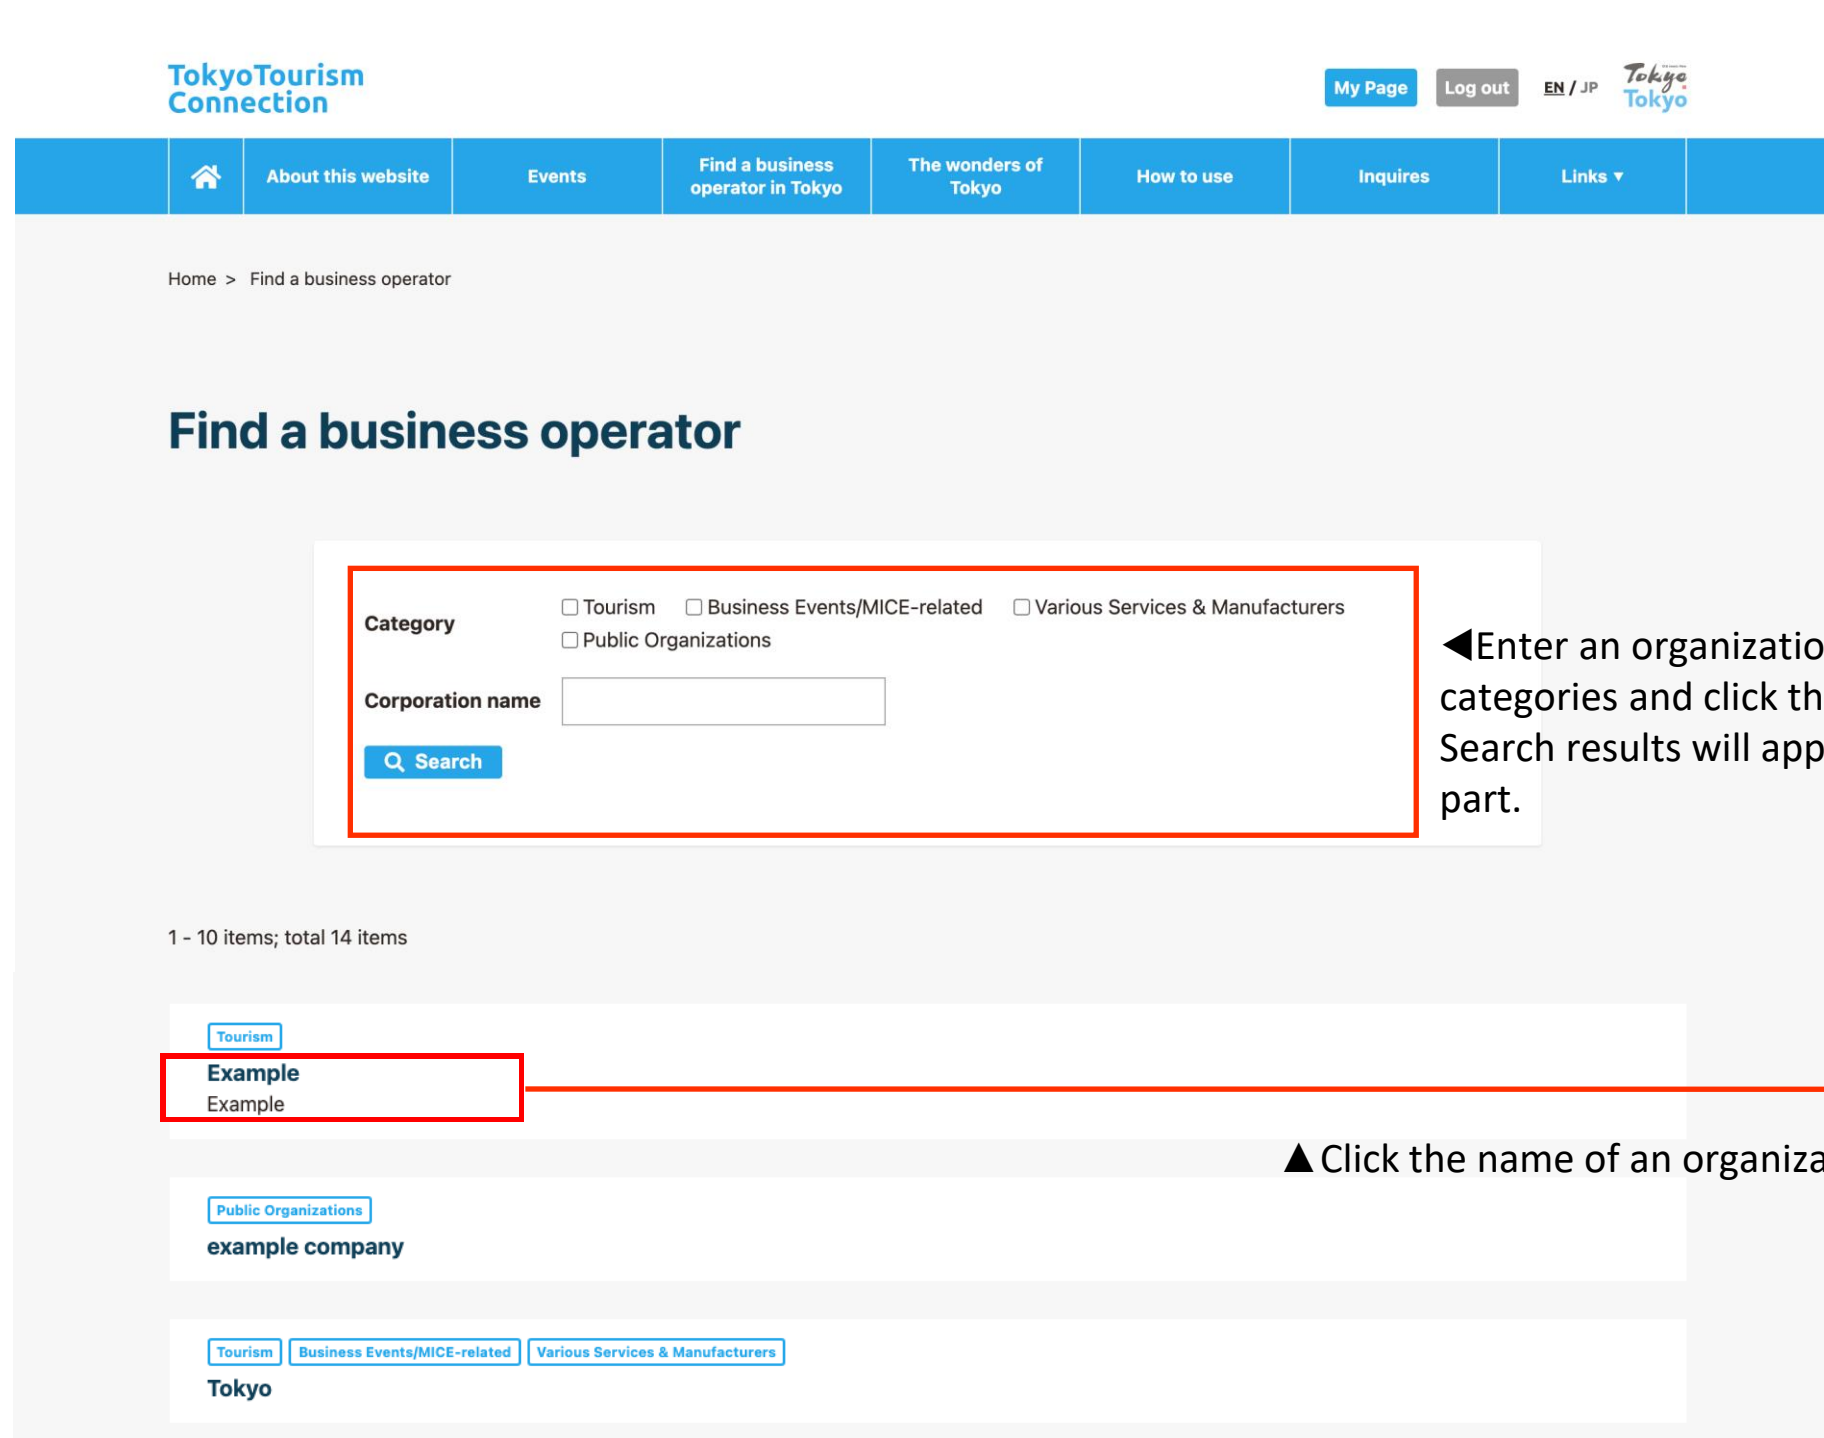 TokyoTourism
Connection
My Page
Log out
EN / JP
Tokyo
Tokyo
About this website
Events
Find a business
operator in Tokyo
The wonders of
Tokyo
How to use
Inquires
Links ▼
Home > Find a business operator
Find a business operator
Category
Tourism
Business Events/MICE-related
Various Services & Manufacturers
Public Organizations
Corporation name
Search
◀Enter an organizatio
categories and click th
Search results will app
part.
1 - 10 items; total 14 items
Tourism
Example
Example
▲Click the name of an organiza
Public Organizations
example company
Tourism
Business Events/MICE-related
Various Services & Manufacturers
Tokyo